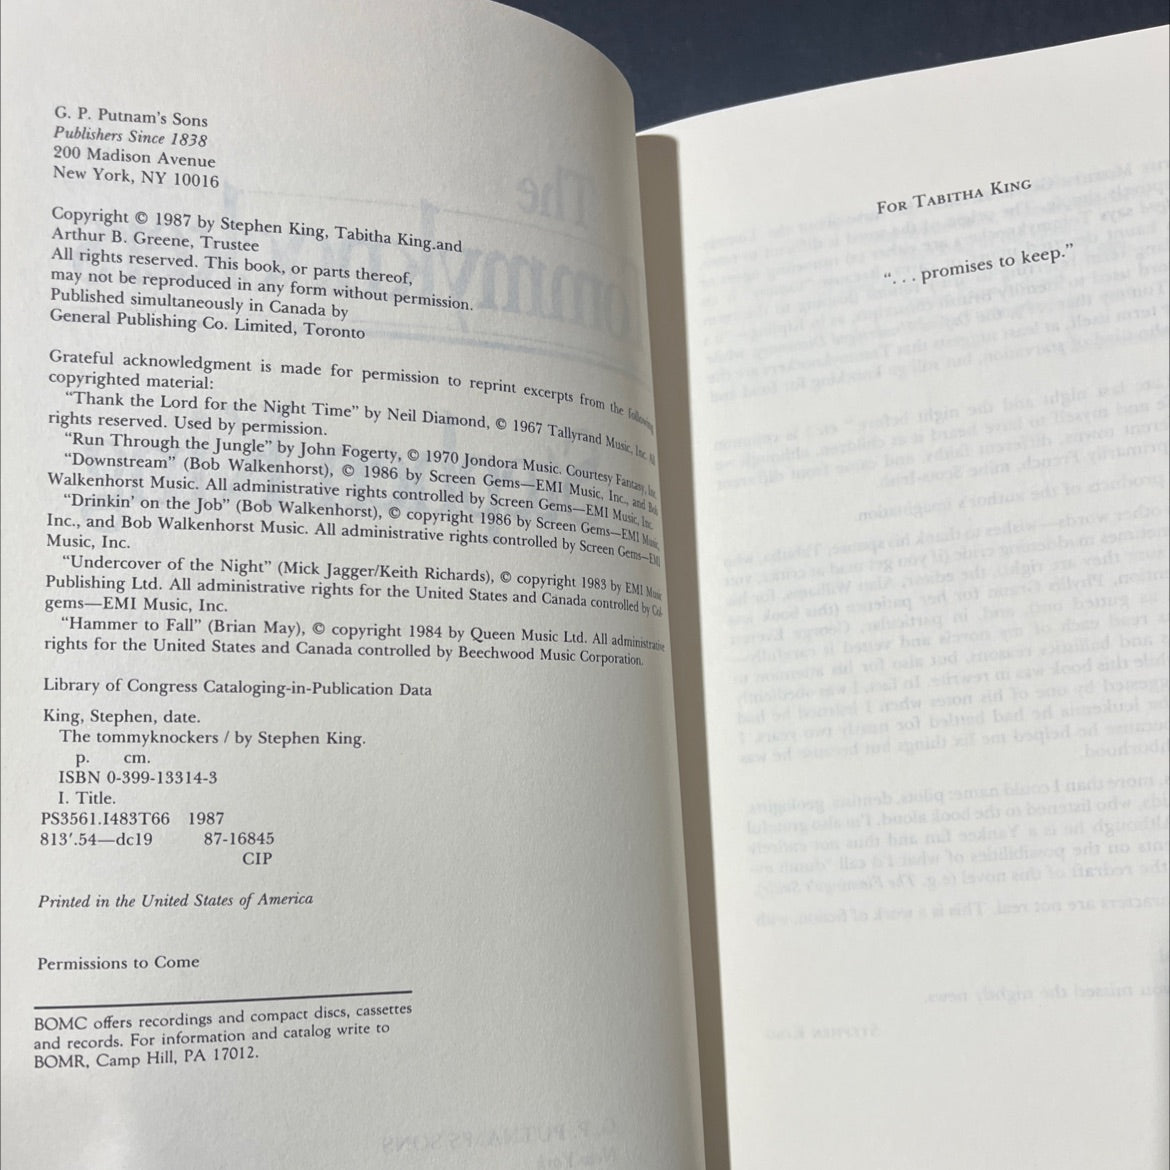 G. P. Putnam's Sons
Publishers Since 1838
200 Madison Avenue
New York, NY 10016
Copyright © 1987 by Stephen King, Tabitha King.and
Arthur B. Greene, Trustee
All rights reserved. This book, or parts thereof,
may not be reproduced in any form without permission.
Published simultaneously in Canada by
General Publishing Co. Limited, Toronto
Grateful acknowledgment is made for permission to reprint excerpts from the following
copyrighted material:
"Thank the Lord for the Night Time" by Neil Diamond, © 1967 Tallyrand Music, Inc. All
rights reserved. Used by permission.
"Run Through the Jungle" by John Fogerty, © 1970 Jondora Music. Courtesy Fantasy, Inc.
"Downstream" (Bob Walkenhorst), © 1986 by Screen Gems—EMI Music, Inc., and Bob
Walkenhorst Music. All administrative rights controlled by Screen Gems—EMI Music, Inc.
"Drinkin' on the Job" (Bob Walkenhorst), © copyright 1986 by Screen Gems—EMI Music,
Inc., and Bob Walkenhorst Music. All administrative rights controlled by Screen Gems—EMI
Music, Inc.
"Undercover of the Night" (Mick Jagger/Keith Richards), © copyright 1983 by EMI Music
Publishing Ltd. All administrative rights for the United States and Canada controlled by Col-
gems—EMI Music, Inc.
"Hammer to Fall" (Brian May), © copyright 1984 by Queen Music Ltd. All administrative
rights for the United States and Canada controlled by Beechwood Music Corporation.
Library of Congress Cataloging-in-Publication Data
King, Stephen, date.
The tommyknockers / by Stephen King.
p. cm.
ISBN 0-399-13314-3
I. Title.
PS3561.I483T66 1987
813'.54—dc19 87-16845
CIP
Printed in the United States of America
Permissions to Come
BOMC offers recordings and compact discs, cassettes
and records. For information and catalog write to
BOMR, Camp Hill, PA 17012.
FOR TABITHA KING
". . . promises to keep."